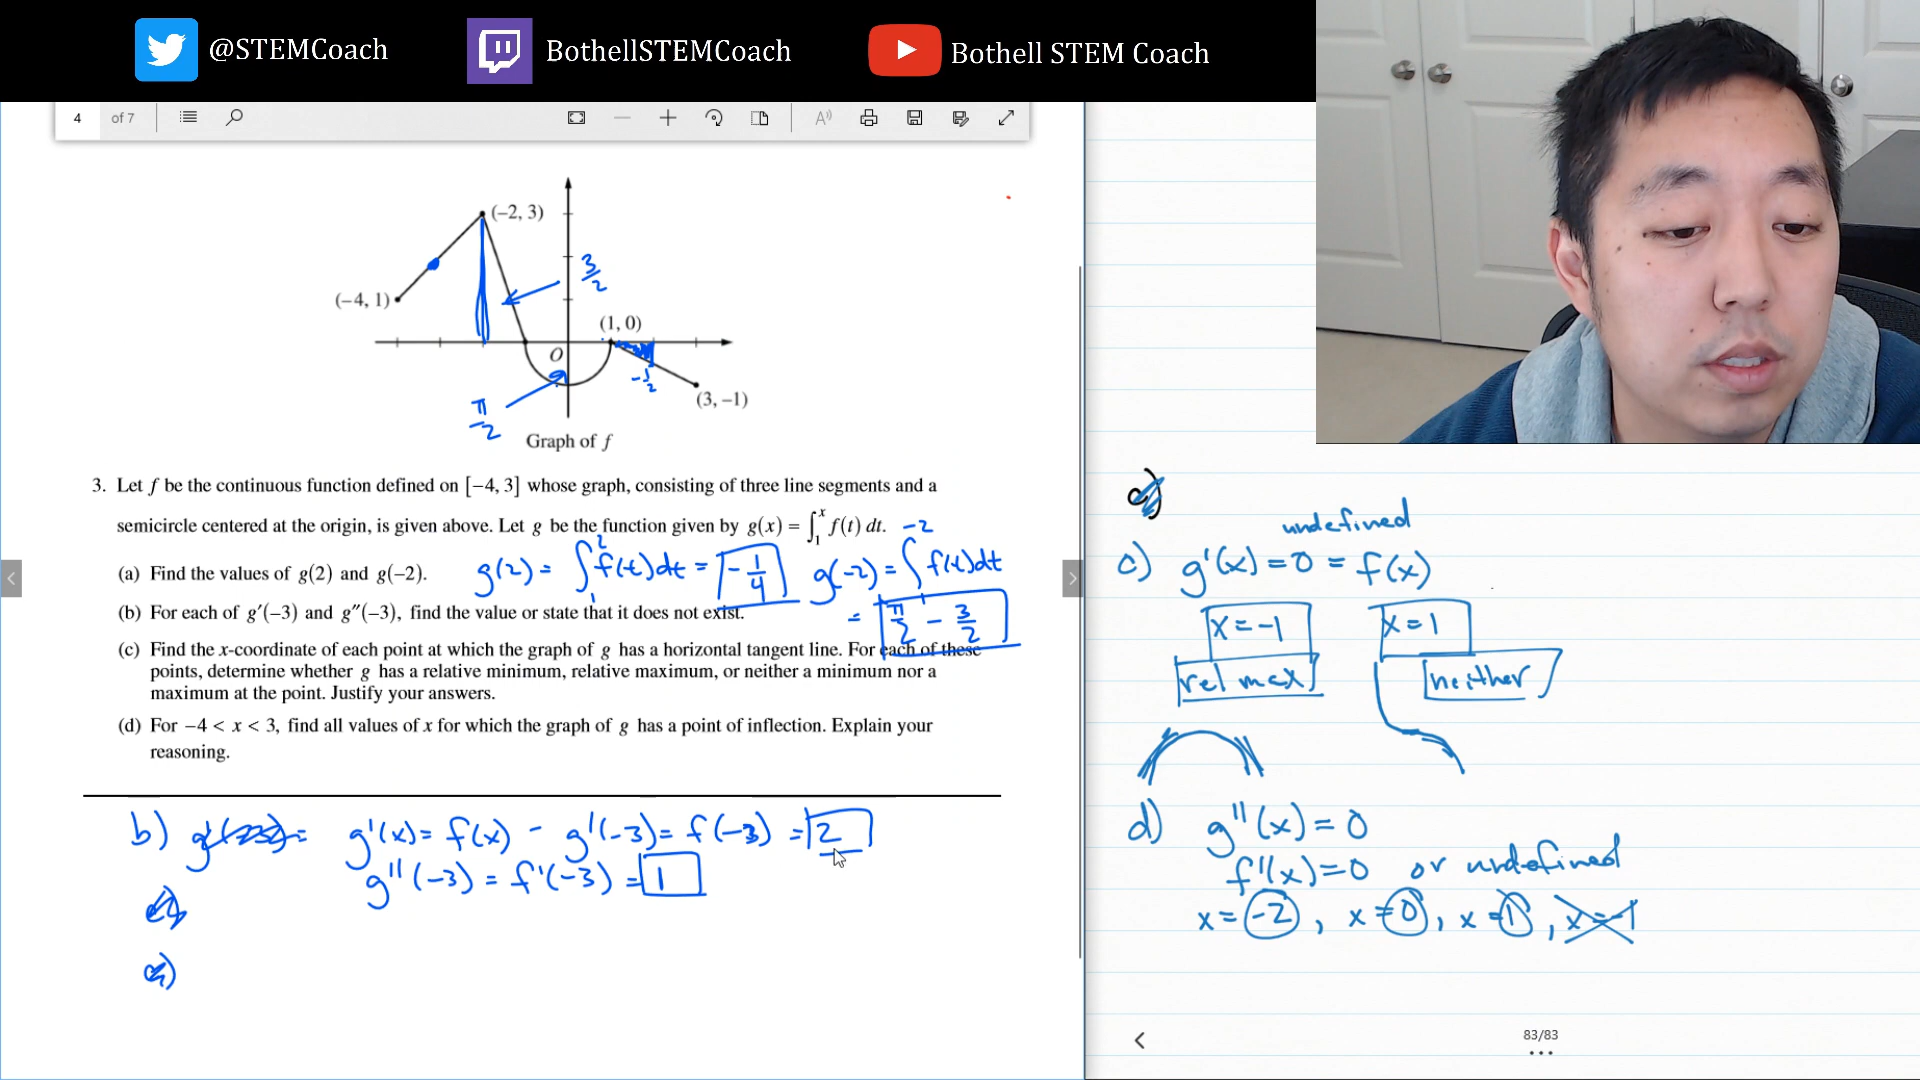 @STEMCoach BothellSTEMCoach Bothell STEM Coach
4 of 7
(−2, 3)
3/2
(−4, 1)
(1, 0)
O
-1/2
(3, −1)
π/2
Graph of f
3. Let f be the continuous function defined on [−4, 3] whose graph, consisting of three line segments and a
semicircle centered at the origin, is given above. Let g be the function given by g(x) = ∫₁ˣ f(t) dt.
(a) Find the values of g(2) and g(−2). g(2) = ∫₁² f(t)dt = -1/4 g(-2) = ∫₁⁻² f(t)dt
= π/2 - 3/2
(b) For each of g′(−3) and g″(−3), find the value or state that it does not exist.
(c) Find the x-coordinate of each point at which the graph of g has a horizontal tangent line. For each of these
points, determine whether g has a relative minimum, relative maximum, or neither a minimum nor a
maximum at the point. Justify your answers.
(d) For −4 < x < 3, find all values of x for which the graph of g has a point of inflection. Explain your
reasoning.
b) g'(x) = f(x) - g'(-3) = f(-3) = 2
g''(-3) = f'(-3) = 1
undefined
c) g'(x) = 0 = f(x)
x = -1 x = 1
rel max neither
d) g''(x) = 0
f'(x) = 0 or undefined
x = -2, x = 0, x = 1, x = -1
83/83